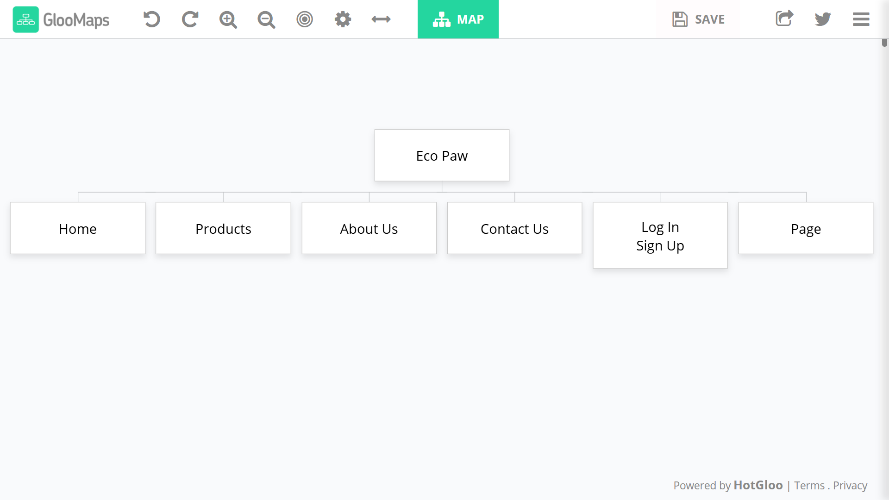 GlooMaps
MAP
SAVE
Eco Paw
Home
Products
About Us
Contact Us
Log In
Sign Up
Page
Powered by HotGloo | Terms . Privacy